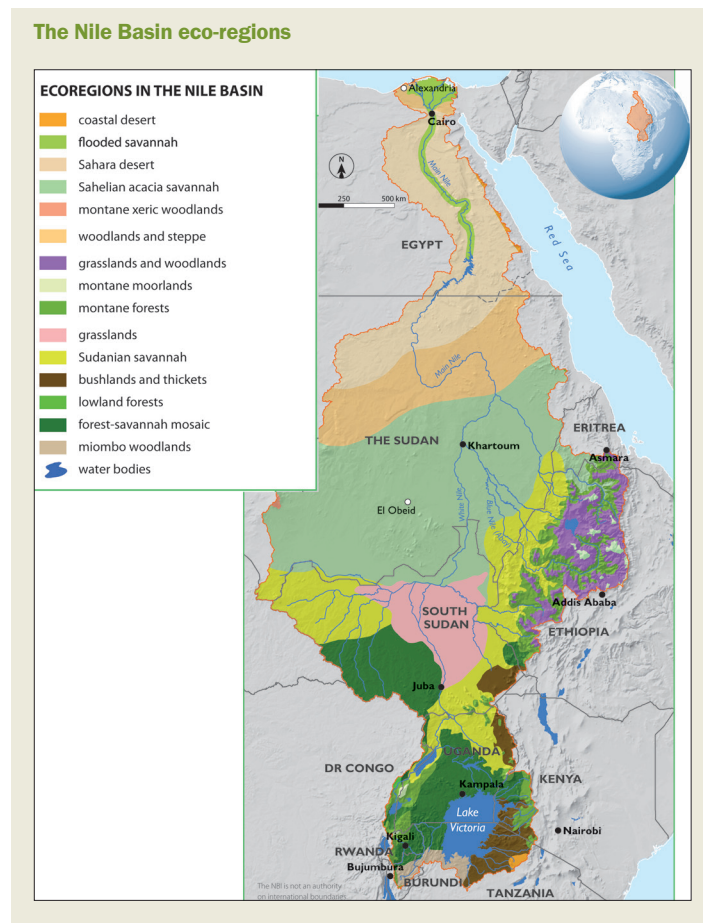 The Nile Basin eco-regions
ECOREGIONS IN THE NILE BASIN
coastal desert
flooded savannah
Sahara desert
Sahelian acacia savannah
montane xeric woodlands
woodlands and steppe
grasslands and woodlands
montane moorlands
montane forests
grasslands
Sudanian savannah
bushlands and thickets
lowland forests
forest-savannah mosaic
miombo woodlands
water bodies
Alexandria
Cairo
N
Main Nile
250 500 km
EGYPT
Red Sea
Main Nile
ERITREA
THE SUDAN
Khartoum
Asmara
White Nile
El Obeid
Blue Nile (Abay)
Addis Ababa
SOUTH
SUDAN
ETHIOPIA
Juba
UGANDA
DR CONGO
KENYA
Kampala
Lake
Victoria
Nairobi
Kigali
RWANDA
Bujumbura
BURUNDI
TANZANIA
The NBI is not an authority
on international boundaries